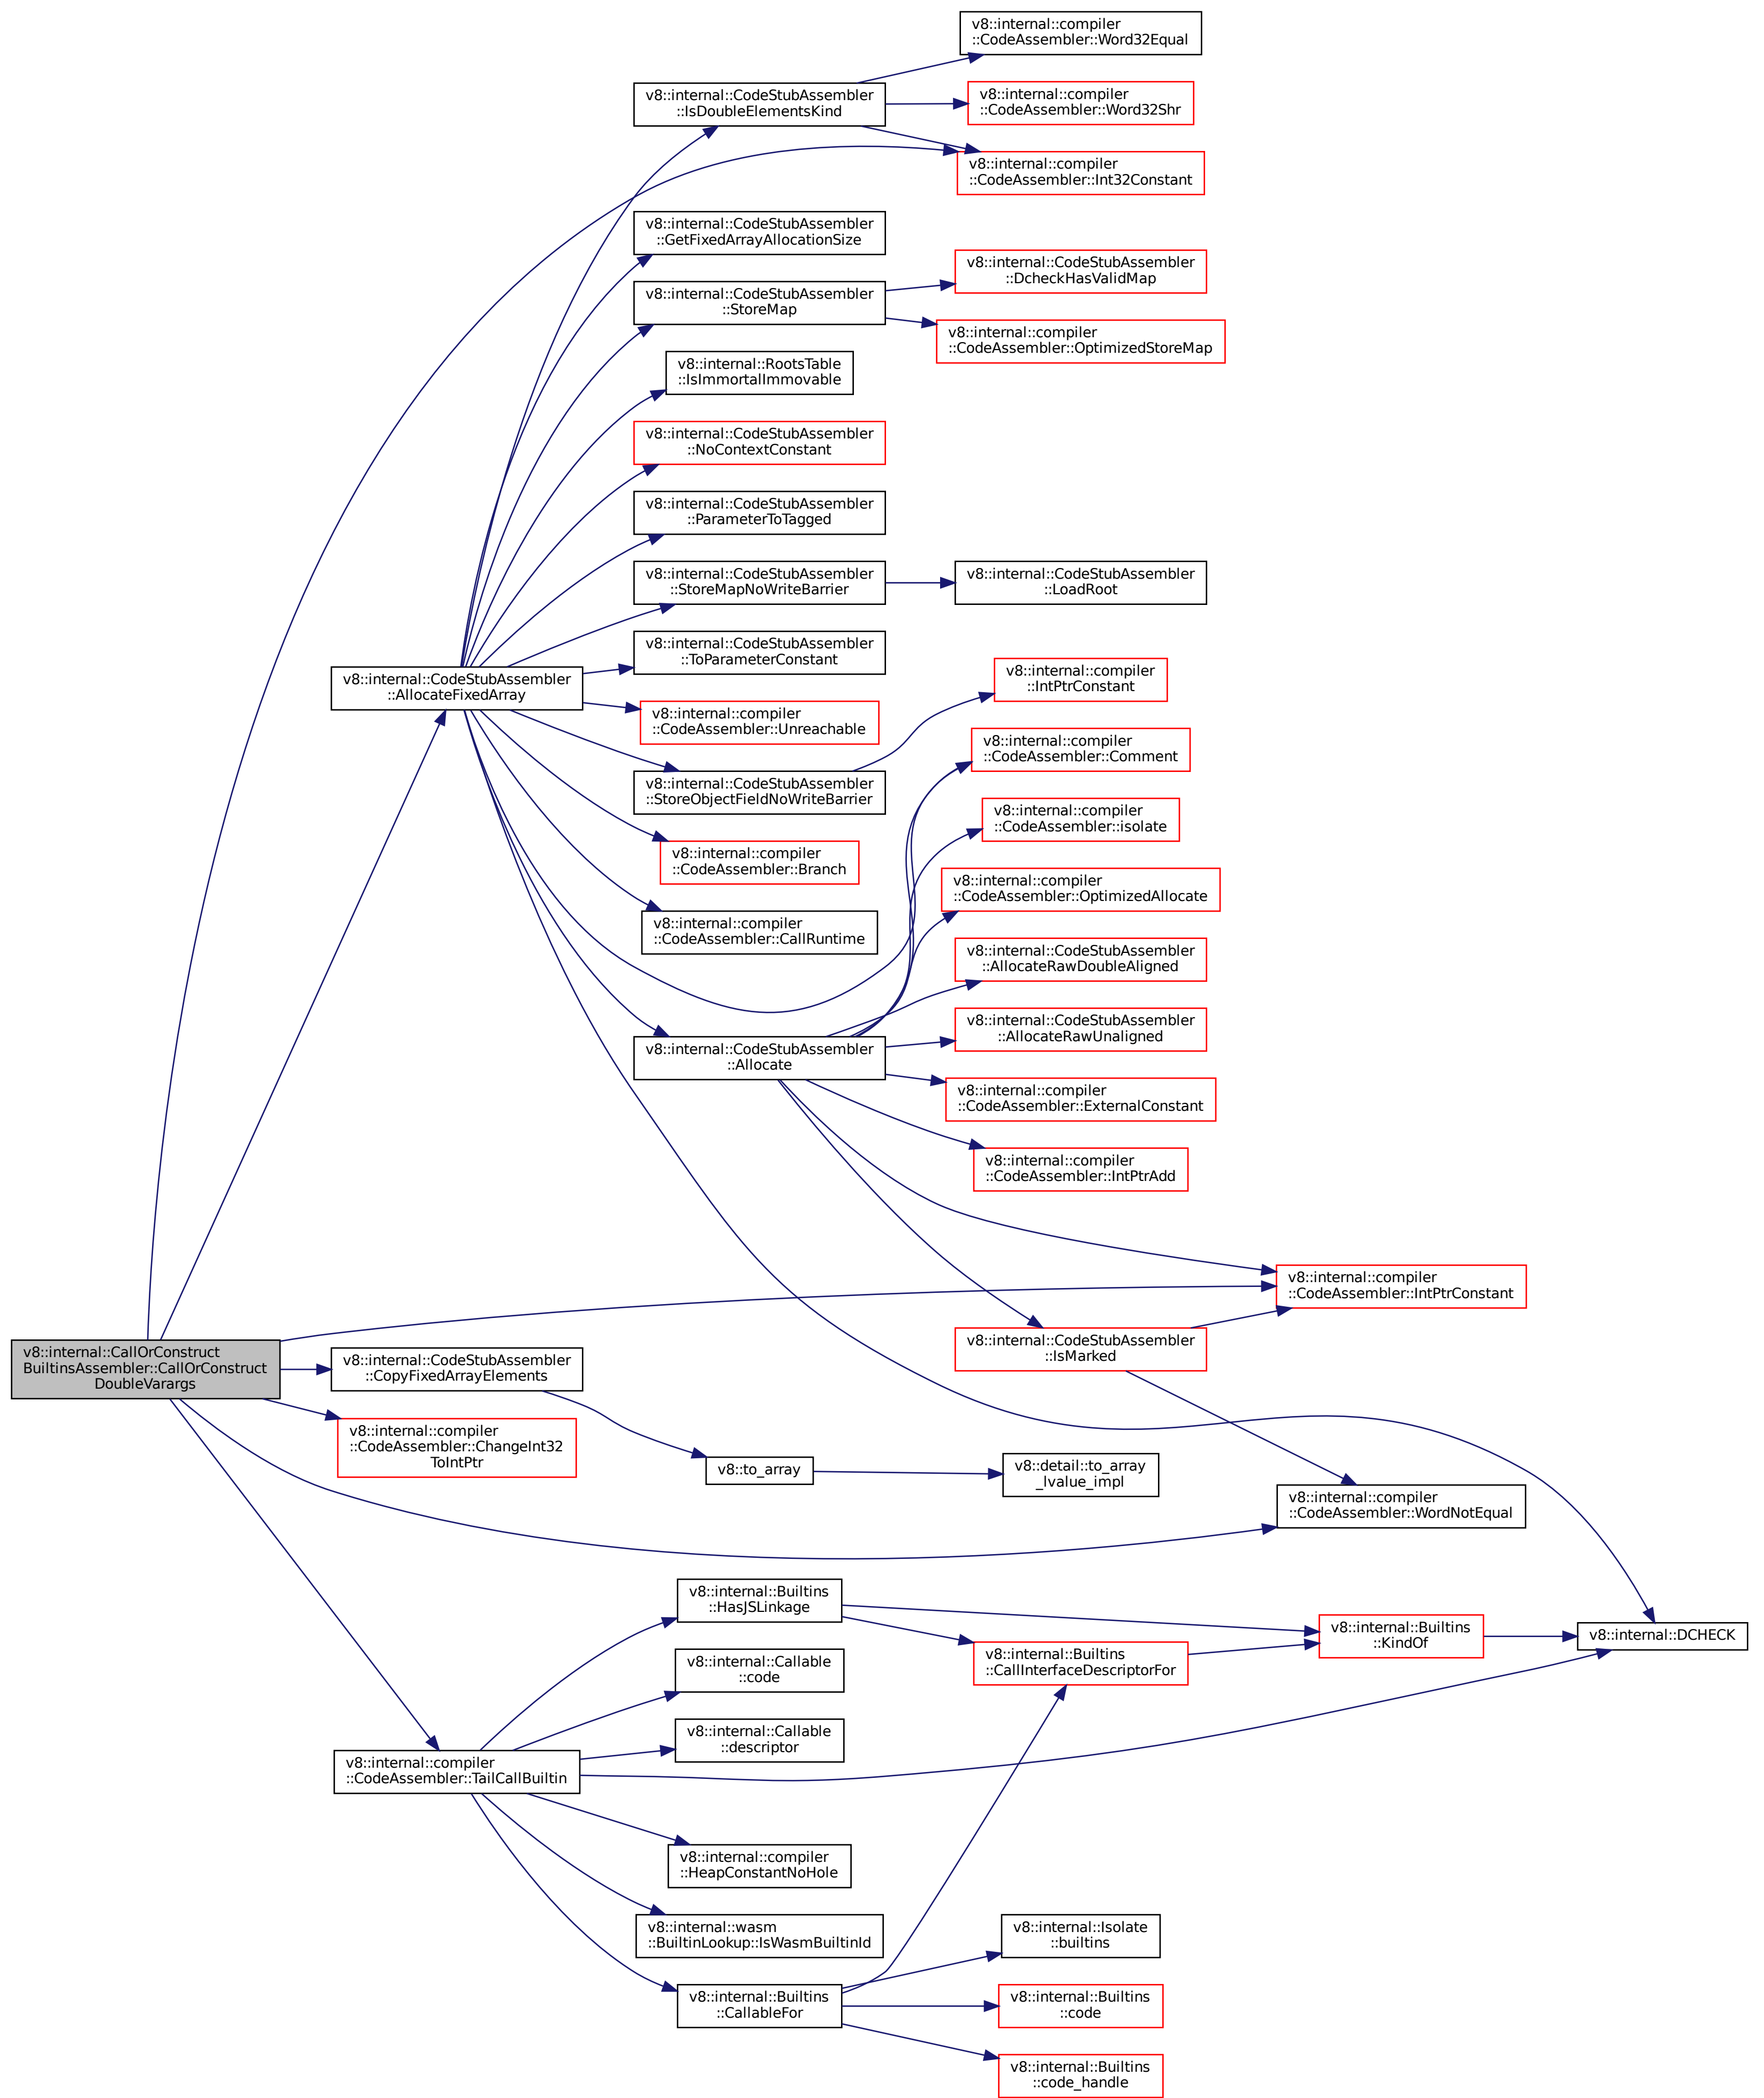 v8::internal::compiler
::CodeAssembler::Word32Equal
v8::internal::CodeStubAssembler
::IsDoubleElementsKind
v8::internal::compiler
::CodeAssembler::Word32Shr
v8::internal::compiler
::CodeAssembler::Int32Constant
v8::internal::CodeStubAssembler
::GetFixedArrayAllocationSize
v8::internal::CodeStubAssembler
::DcheckHasValidMap
v8::internal::CodeStubAssembler
::StoreMap
v8::internal::compiler
::CodeAssembler::OptimizedStoreMap
v8::internal::RootsTable
::IsImmortalImmovable
v8::internal::CodeStubAssembler
::NoContextConstant
v8::internal::CodeStubAssembler
::ParameterToTagged
v8::internal::CodeStubAssembler
::StoreMapNoWriteBarrier
v8::internal::CodeStubAssembler
::LoadRoot
v8::internal::CodeStubAssembler
::ToParameterConstant
v8::internal::CodeStubAssembler
::AllocateFixedArray
v8::internal::compiler
::IntPtrConstant
v8::internal::compiler
::CodeAssembler::Unreachable
v8::internal::compiler
::CodeAssembler::Comment
v8::internal::CodeStubAssembler
::StoreObjectFieldNoWriteBarrier
v8::internal::compiler
::CodeAssembler::isolate
v8::internal::compiler
::CodeAssembler::Branch
v8::internal::compiler
::CodeAssembler::OptimizedAllocate
v8::internal::compiler
::CodeAssembler::CallRuntime
v8::internal::CodeStubAssembler
::AllocateRawDoubleAligned
v8::internal::CodeStubAssembler
::AllocateRawUnaligned
v8::internal::CodeStubAssembler
::Allocate
v8::internal::compiler
::CodeAssembler::ExternalConstant
v8::internal::compiler
::CodeAssembler::IntPtrAdd
v8::internal::compiler
::CodeAssembler::IntPtrConstant
v8::internal::CodeStubAssembler
::IsMarked
v8::internal::CallOrConstruct
BuiltinsAssembler::CallOrConstruct
DoubleVarargs
v8::internal::CodeStubAssembler
::CopyFixedArrayElements
v8::internal::compiler
::CodeAssembler::ChangeInt32
ToIntPtr
v8::to_array
v8::detail::to_array
_lvalue_impl
v8::internal::compiler
::CodeAssembler::WordNotEqual
v8::internal::Builtins
::HasJSLinkage
v8::internal::Builtins
::KindOf
v8::internal::DCHECK
v8::internal::Callable
::code
v8::internal::Builtins
::CallInterfaceDescriptorFor
v8::internal::Callable
::descriptor
v8::internal::compiler
::CodeAssembler::TailCallBuiltin
v8::internal::compiler
::HeapConstantNoHole
v8::internal::wasm
::BuiltinLookup::IsWasmBuiltinId
v8::internal::Isolate
::builtins
v8::internal::Builtins
::CallableFor
v8::internal::Builtins
::code
v8::internal::Builtins
::code_handle